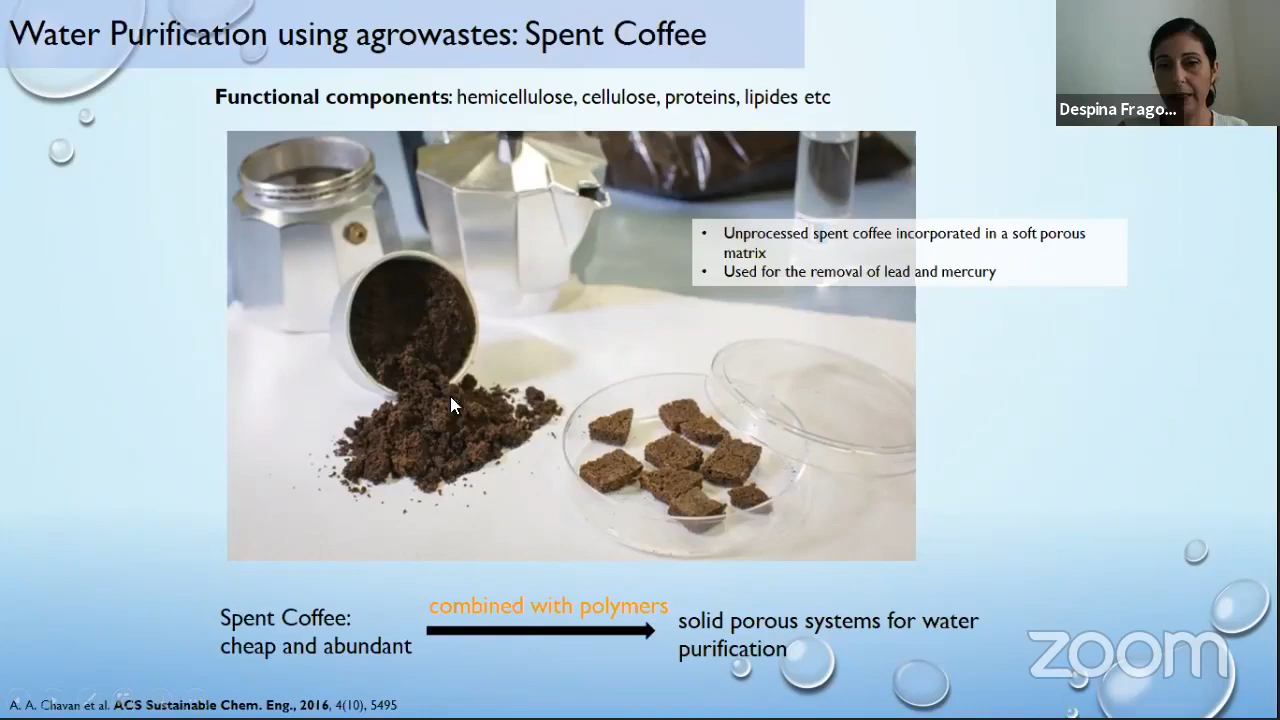 Water Purification using agrowastes: Spent Coffee
Despina Frago...
Functional components: hemicellulose, cellulose, proteins, lipides etc
• Unprocessed spent coffee incorporated in a soft porous
matrix
• Used for the removal of lead and mercury
Spent Coffee:
cheap and abundant
combined with polymers
solid porous systems for water
purification
zoom
A. A. Chavan et al. ACS Sustainable Chem. Eng., 2016, 4(10), 5495